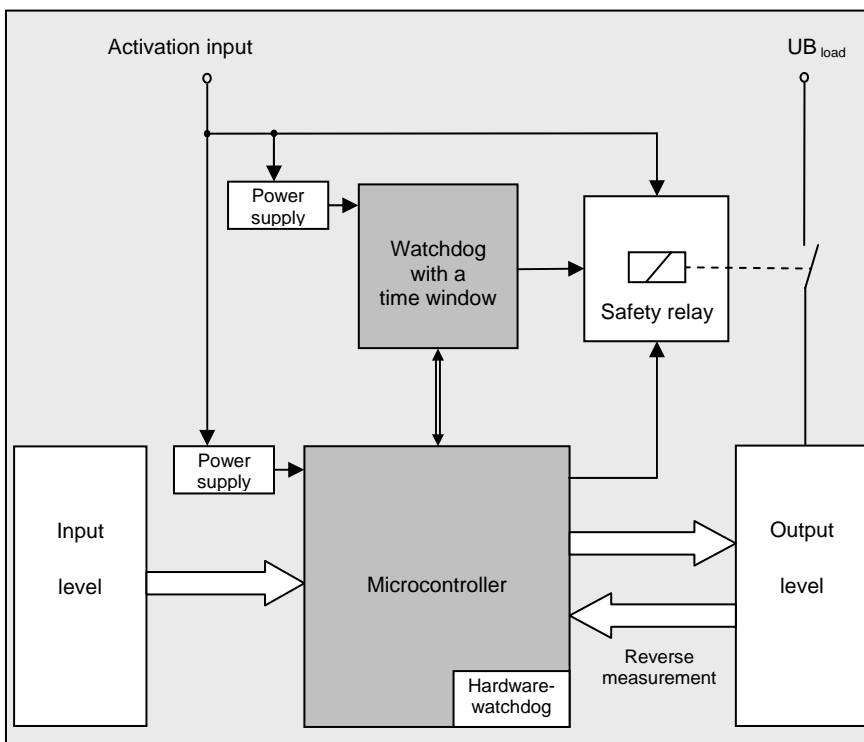 Activation input
UB load
Power
supply
Watchdog
with a
time window
Safety relay
Power
supply
Input
level
Microcontroller
Output
level
Reverse
measurement
Hardware-
watchdog